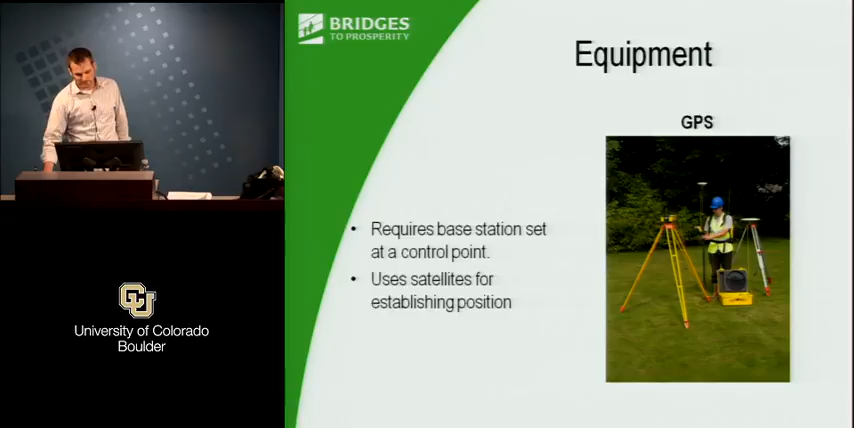 BRIDGES
TO PROSPERITY
Equipment
GPS
• Requires base station set
at a control point.
• Uses satellites for
establishing position
CU
University of Colorado
Boulder